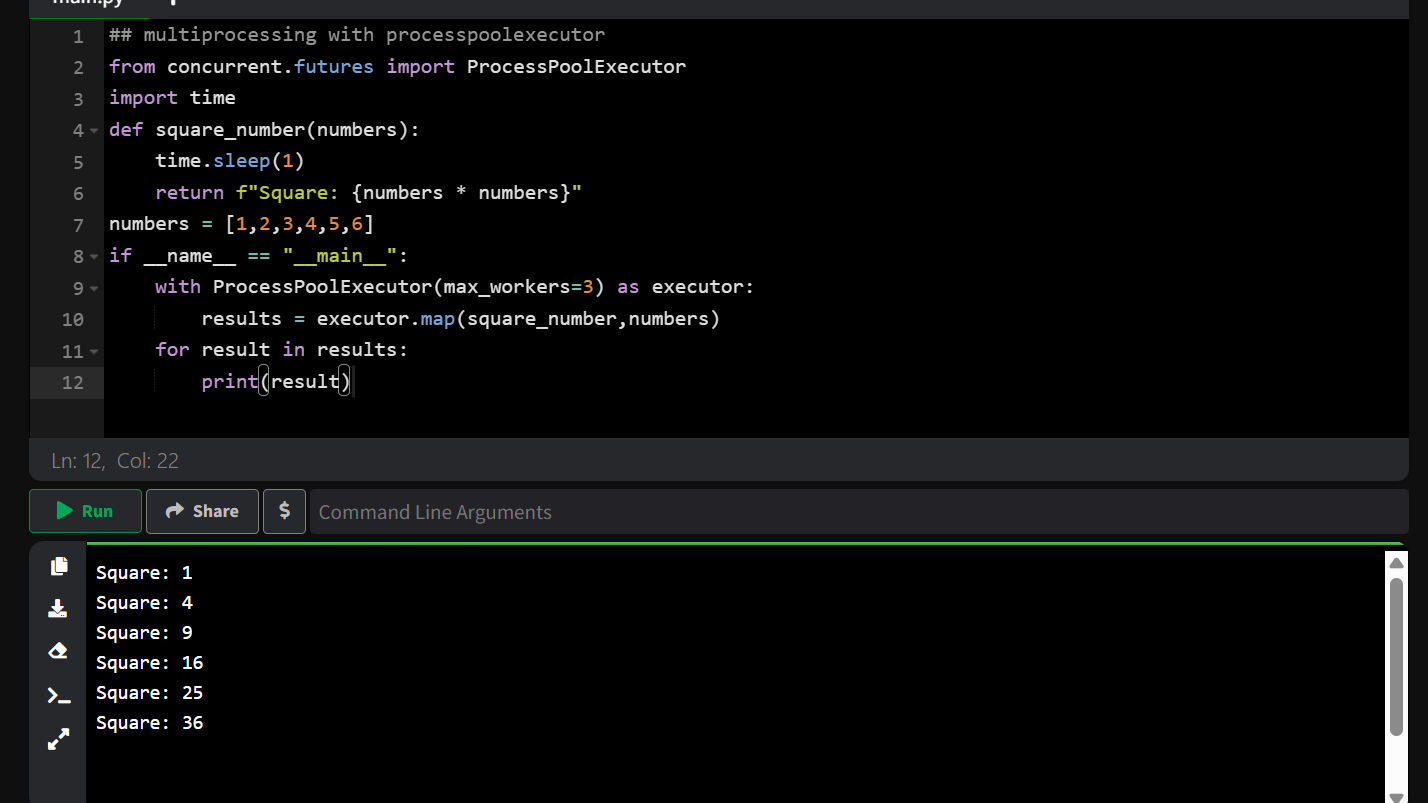 main.py +
1 ## multiprocessing with processpoolexecutor
2 from concurrent.futures import ProcessPoolExecutor
3 import time
4 def square_number(numbers):
5     time.sleep(1)
6     return f"Square: {numbers * numbers}"
7 numbers = [1,2,3,4,5,6]
8 if __name__ == "__main__":
9     with ProcessPoolExecutor(max_workers=3) as executor:
10         results = executor.map(square_number,numbers)
11     for result in results:
12         print(result)
Ln: 12, Col: 22
Run Share $ Command Line Arguments
Square: 1
Square: 4
Square: 9
Square: 16
Square: 25
Square: 36